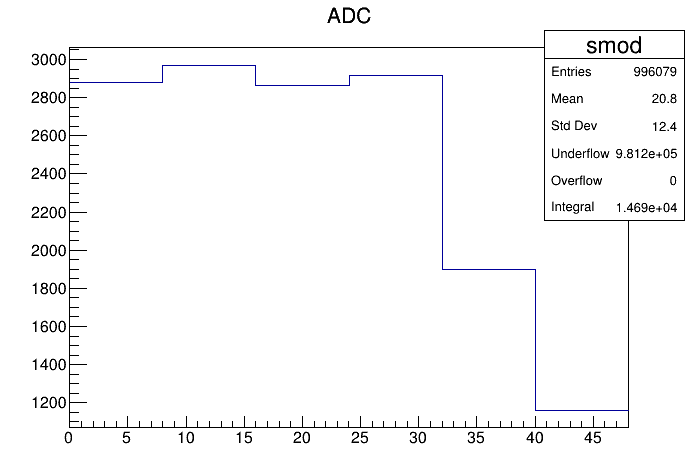 ADC
smod
Entries 996079
Mean 20.8
Std Dev 12.4
Underflow 9.812e+05
Overflow 0
Integral 1.469e+04
3000
2800
2600
2400
2200
2000
1800
1600
1400
1200
0 5 10 15 20 25 30 35 40 45